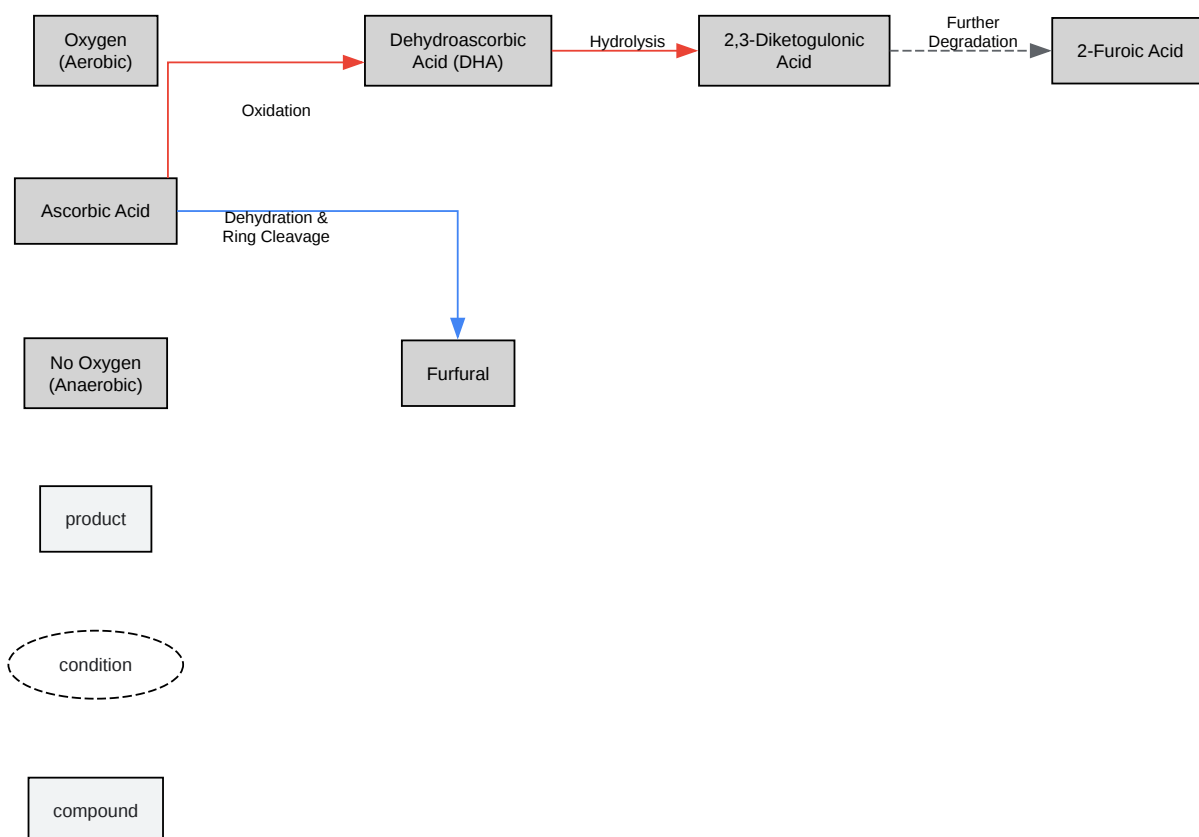 Oxygen
(Aerobic)
Dehydroascorbic
Acid (DHA)
Hydrolysis
2,3-Diketogulonic
Acid
Further
Degradation
2-Furoic Acid
Oxidation
Ascorbic Acid
Dehydration &
Ring Cleavage
No Oxygen
(Anaerobic)
Furfural
product
condition
compound